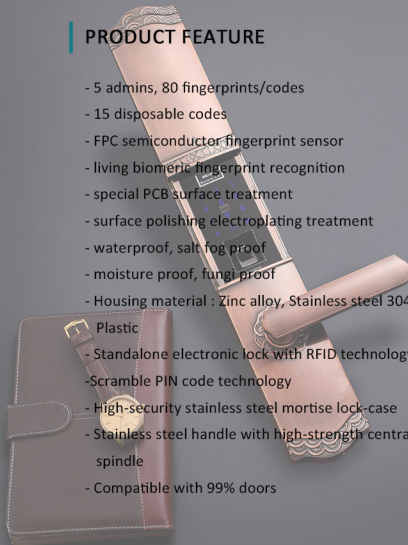 PRODUCT FEATURE
- 5 admins, 80 fingerprints/codes
- 15 disposable codes
- FPC semiconductor fingerprint sensor
- living biomeric fingerprint recognition
- special PCB surface treatment
- surface polishing electroplating treatment
- waterproof, salt fog proof
- moisture proof, fungi proof
- Housing material : Zinc alloy, Stainless steel 304
Plastic
- Standalone electronic lock with RFID technology
-Scramble PIN code technology
- High-security stainless steel mortise lock-case
- Stainless steel handle with high-strength centra
spindle
- Compatible with 99% doors